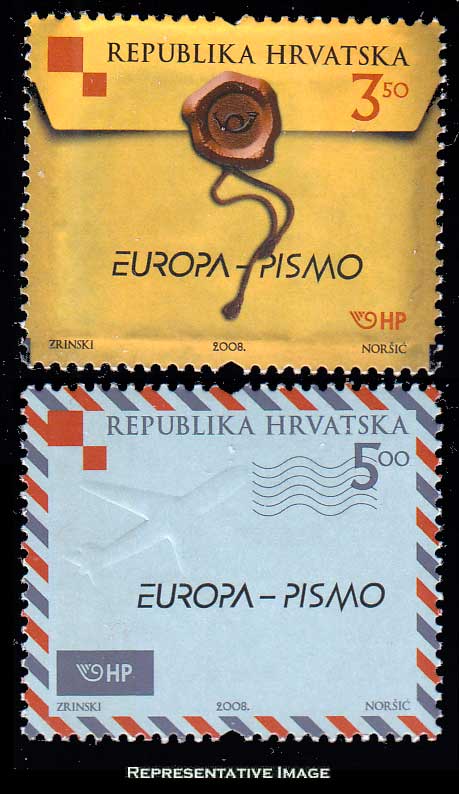 REPUBLIKA HRVATSKA
3 50
EUROPA – PISMO
HP
ZRINSKI 2008. NORŠIĆ
REPUBLIKA HRVATSKA
5 00
EUROPA – PISMO
HP
ZRINSKI 2008. NORŠIĆ
REPRESENTATIVE IMAGE